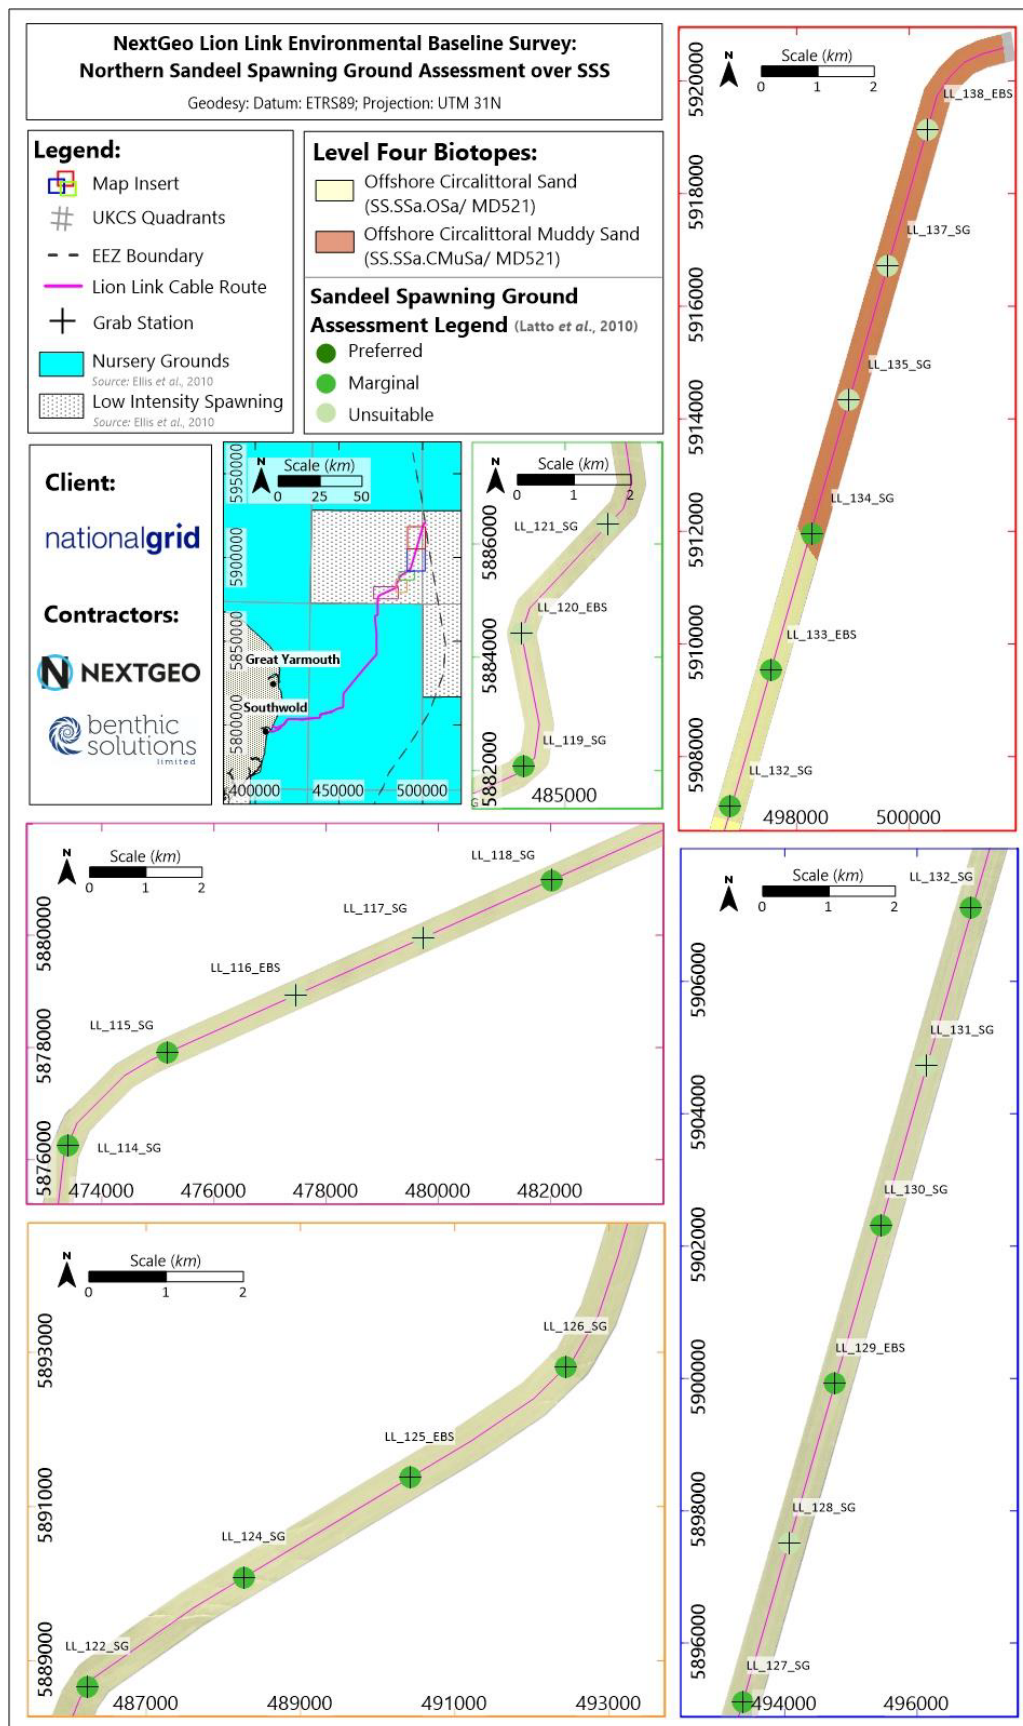 NextGeo Lion Link Environmental Baseline Survey:
Northern Sandeel Spawning Ground Assessment over SSS
Geodesy: Datum: ETRS89; Projection: UTM 31N
Legend:
Map Insert
UKCS Quadrants
EEZ Boundary
Lion Link Cable Route
Grab Station
Nursery Grounds
Source: Ellis et al., 2010
Low Intensity Spawning
Source: Ellis et al., 2010
Level Four Biotopes:
Offshore Circalittoral Sand
(SS.SSa.OSa/ MD521)
Offshore Circalittoral Muddy Sand
(SS.SSa.CMuSa/ MD521)
Sandeel Spawning Ground
Assessment Legend (Latto et al., 2010)
Preferred
Marginal
Unsuitable
Client:
nationalgrid
Contractors:
N NEXTGEO
benthic
solutions
limited
N
Scale (km)
0 25 50
5950000
5900000
5850000
5800000
Great Yarmouth
Southwold
400000 450000 500000
N
Scale (km)
0 1 2
LL_121_SG
5886000
LL_120_EBS
5884000
LL_119_SG
5882000
485000
G
N
Scale (km)
0 1 2
5920000
LL_138_EBS
5918000
LL_137_SG
5916000
LL_135_SG
5914000
LL_134_SG
5912000
LL_133_EBS
5910000
LL_132_SG
5908000
498000 500000
N
Scale (km)
0 1 2
LL_118_SG
LL_117_SG
5880000
LL_116_EBS
LL_115_SG
5878000
LL_114_SG
5876000
474000 476000 478000 480000 482000
N
Scale (km)
0 1 2
LL_132_SG
5906000
LL_131_SG
5904000
LL_130_SG
5902000
LL_129_EBS
5900000
LL_128_SG
5898000
LL_127_SG
5896000
494000 496000
N
Scale (km)
0 1 2
LL_126_SG
5893000
LL_125_EBS
5891000
LL_124_SG
LL_122_SG
5889000
487000 489000 491000 493000